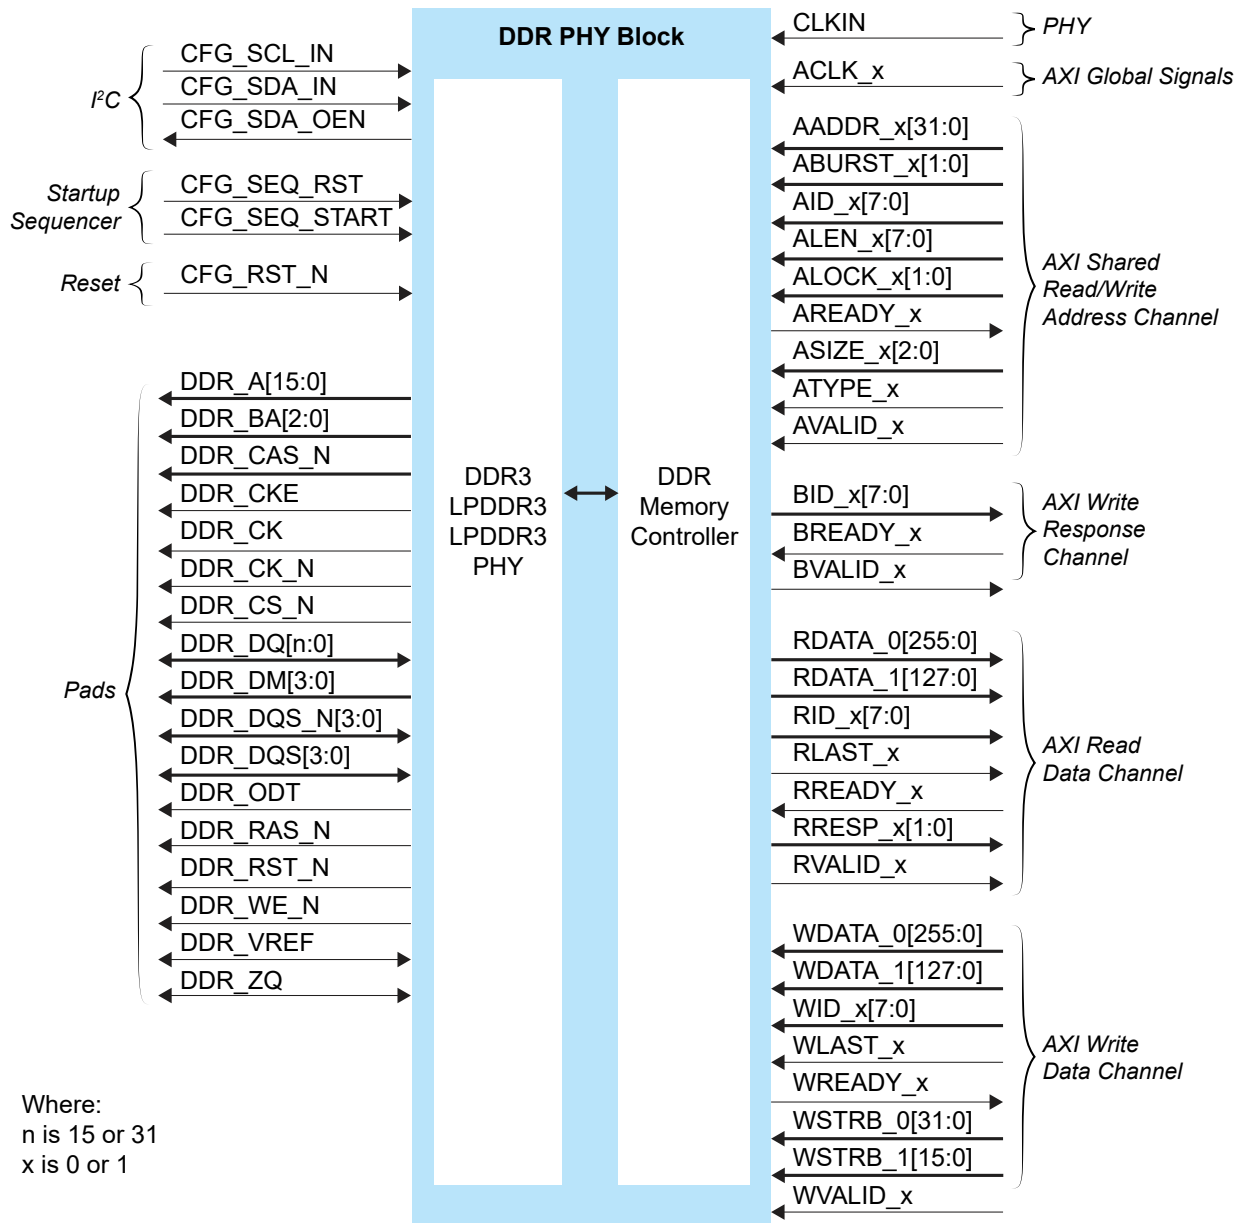 DDR PHY Block
I²C
CFG_SCL_IN
CFG_SDA_IN
CFG_SDA_OEN
Startup
Sequencer
CFG_SEQ_RST
CFG_SEQ_START
Reset
CFG_RST_N
Pads
DDR_A[15:0]
DDR_BA[2:0]
DDR_CAS_N
DDR_CKE
DDR_CK
DDR_CK_N
DDR_CS_N
DDR_DQ[n:0]
DDR_DM[3:0]
DDR_DQS_N[3:0]
DDR_DQS[3:0]
DDR_ODT
DDR_RAS_N
DDR_RST_N
DDR_WE_N
DDR_VREF
DDR_ZQ
Where:
n is 15 or 31
x is 0 or 1
DDR3
LPDDR3
LPDDR3
PHY
DDR
Memory
Controller
CLKIN
PHY
ACLK_x
AXI Global Signals
AADDR_x[31:0]
ABURST_x[1:0]
AID_x[7:0]
ALEN_x[7:0]
ALOCK_x[1:0]
AREADY_x
ASIZE_x[2:0]
ATYPE_x
AVALID_x
AXI Shared
Read/Write
Address Channel
BID_x[7:0]
BREADY_x
BVALID_x
AXI Write
Response
Channel
RDATA_0[255:0]
RDATA_1[127:0]
RID_x[7:0]
RLAST_x
RREADY_x
RRESP_x[1:0]
RVALID_x
AXI Read
Data Channel
WDATA_0[255:0]
WDATA_1[127:0]
WID_x[7:0]
WLAST_x
WREADY_x
WSTRB_0[31:0]
WSTRB_1[15:0]
WVALID_x
AXI Write
Data Channel